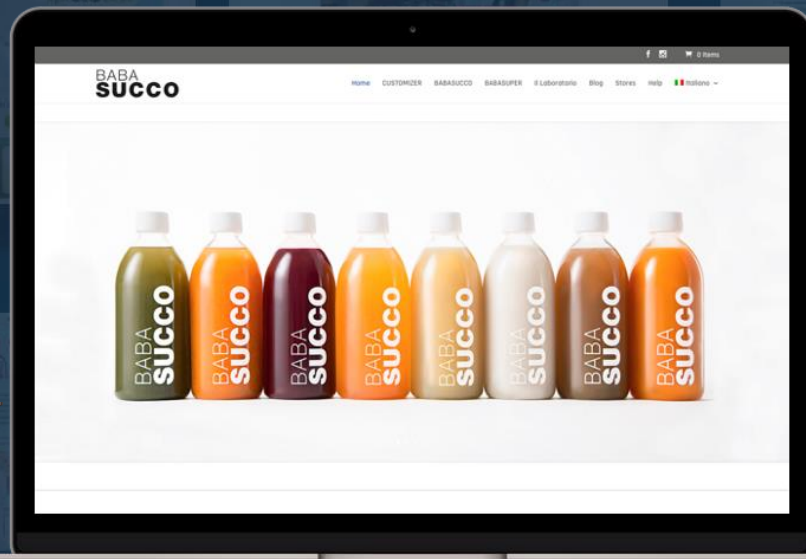 0 Items
BABA
SUCCO
Home CUSTOMIZER BABASUCCO BABASUPER Il Laboratorio Blog Stores Help Italiano
BABA SUCCO
BABA SUCCO
BABA SUCCO
BABA SUCCO
BABA SUCCO
BABA SUCCO
BABA SUCCO
BABA SUCCO